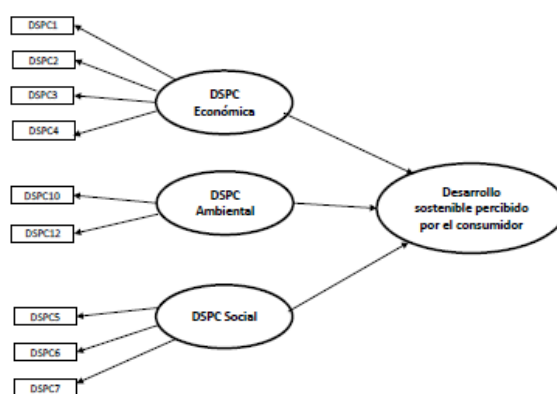 DSPC1
DSPC2
DSPC3
DSPC4
DSPC
Económica
DSPC10
DSPC12
DSPC
Ambiental
DSPC5
DSPC6
DSPC7
DSPC Social
Desarrollo
sostenible percibido
por el consumidor